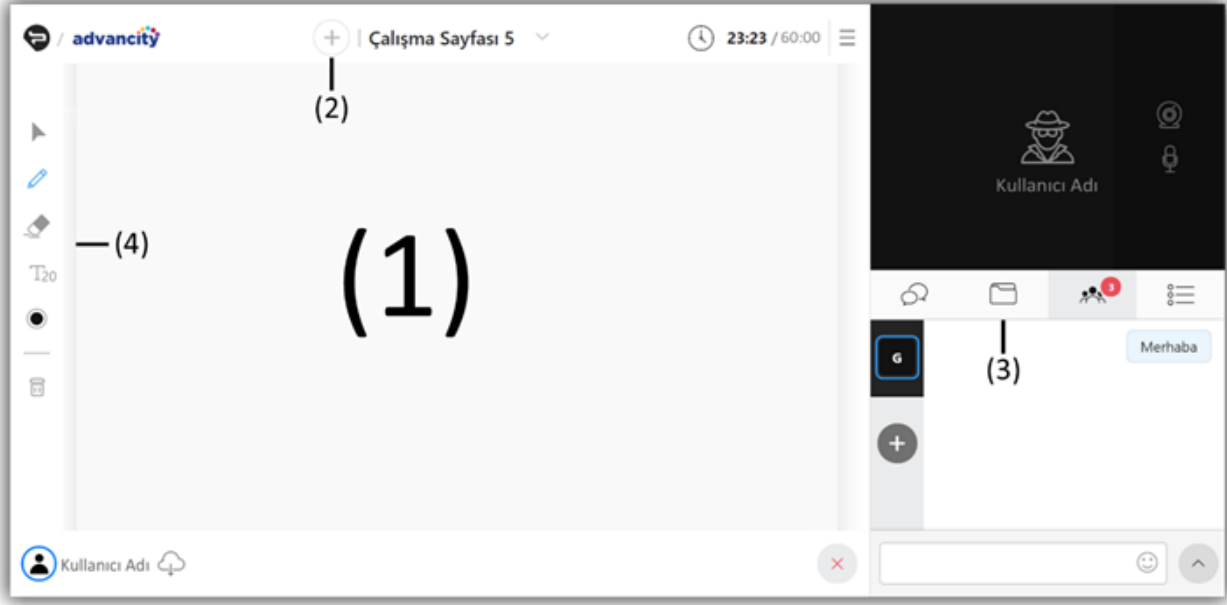 / advancity
+ | Çalışma Sayfası 5
23:23 / 60:00
(2)
(4)
T20
(1)
Kullanıcı Adı
3
G
Merhaba
(3)
+
Kullanıcı Adı